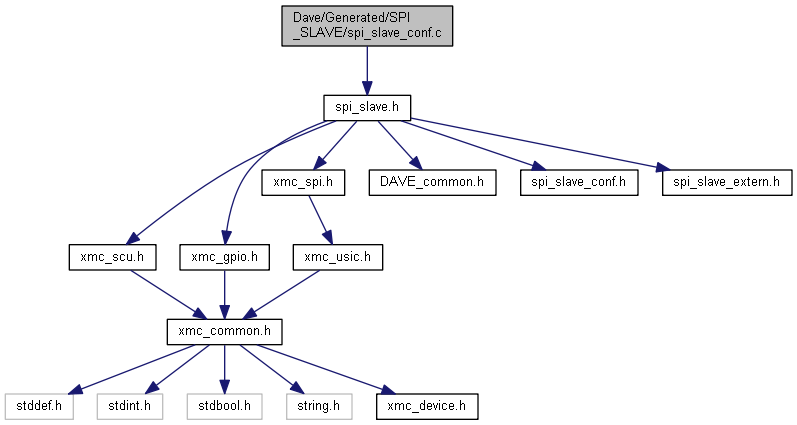 Dave/Generated/SPI
_SLAVE/spi_slave_conf.c
spi_slave.h
xmc_spi.h
DAVE_common.h
spi_slave_conf.h
spi_slave_extern.h
xmc_scu.h
xmc_gpio.h
xmc_usic.h
xmc_common.h
stddef.h
stdint.h
stdbool.h
string.h
xmc_device.h